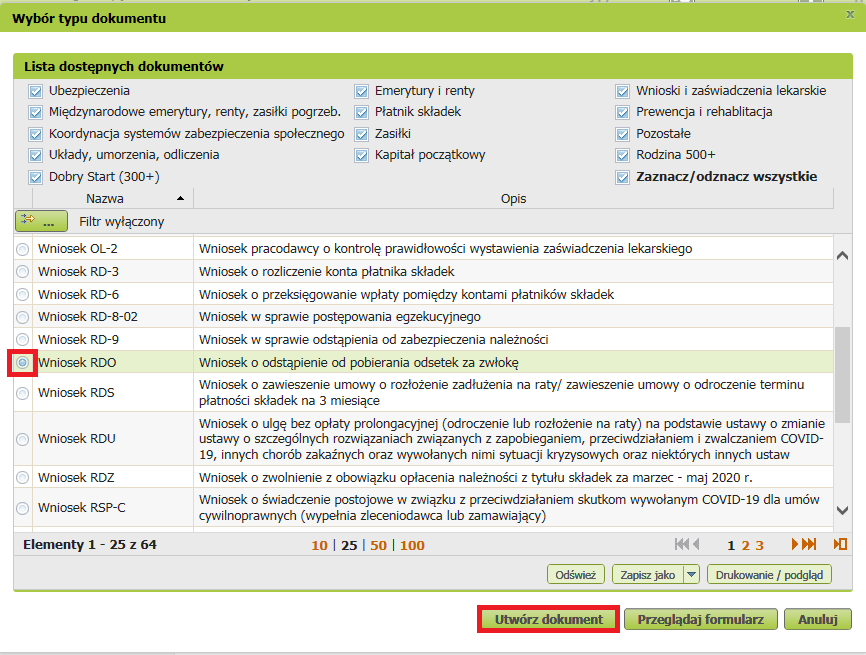 Wybór typu dokumentu
x
Lista dostępnych dokumentów
Ubezpieczenia
Emerytury i renty
Wnioski i zaświadczenia lekarskie
Międzynarodowe emerytury, renty, zasiłki pogrzeb.
Płatnik składek
Prewencja i rehablitacja
Koordynacja systemów zabezpieczenia społecznego
Zasiłki
Pozostałe
Układy, umorzenia, odliczenia
Kapitał początkowy
Rodzina 500+
Dobry Start (300+)
Zaznacz/odznacz wszystkie
Nazwa
Opis
...
Filtr wyłączony
Wniosek OL-2
Wniosek pracodawcy o kontrolę prawidłowości wystawienia zaświadczenia lekarskiego
Wniosek RD-3
Wniosek o rozliczenie konta płatnika składek
Wniosek RD-6
Wniosek o przeksięgowanie wpłaty pomiędzy kontami płatników składek
Wniosek RD-8-02
Wniosek w sprawie postępowania egzekucyjnego
Wniosek RD-9
Wniosek w sprawie odstąpienia od zabezpieczenia należności
Wniosek RDO
Wniosek o odstąpienie od pobierania odsetek za zwłokę
Wniosek RDS
Wniosek o zawieszenie umowy o rozłożenie zadłużenia na raty/ zawieszenie umowy o odroczenie terminu
płatności składek na 3 miesiące
Wniosek RDU
Wniosek o ulgę bez opłaty prolongacyjnej (odroczenie lub rozłożenie na raty) na podstawie ustawy o zmianie
ustawy o szczególnych rozwiązaniach związanych z zapobieganiem, przeciwdziałaniem i zwalczaniem COVID-
19, innych chorób zakaźnych oraz wywołanych nimi sytuacji kryzysowych oraz niektórych innych ustaw
Wniosek RDZ
Wniosek o zwolnienie z obowiązku opłacenia należności z tytułu składek za marzec - maj 2020 r.
Wniosek RSP-C
Wniosek o świadczenie postojowe w związku z przeciwdziałaniem skutkom wywołanym COVID-19 dla umów
cywilnoprawnych (wypełnia zleceniodawca lub zamawiający)
Elementy 1 - 25 z 64
10 | 25 | 50 | 100
1 2 3
Odśwież
Zapisz jako
Drukowanie / podgląd
Utwórz dokument
Przeglądaj formularz
Anuluj